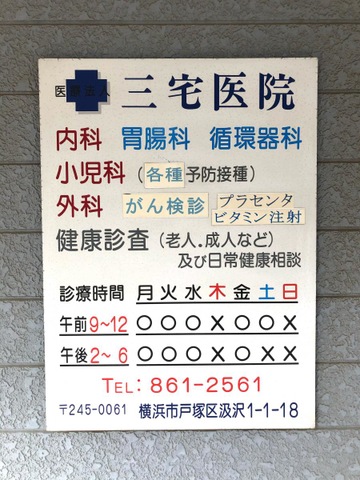 医療法人 三宅医院
内科 胃腸科 循環器科
小児科 (各種予防接種)
外科 がん検診 プラセンタ
ビタミン注射
健康診査 (老人.成人など)
及び日常健康相談
診療時間 月火水木金土日
午前9~12 〇〇〇X〇〇X
午後2~6 〇〇〇X〇XX
TEL: 861-2561
〒245-0061 横浜市戸塚区汲沢1-1-18